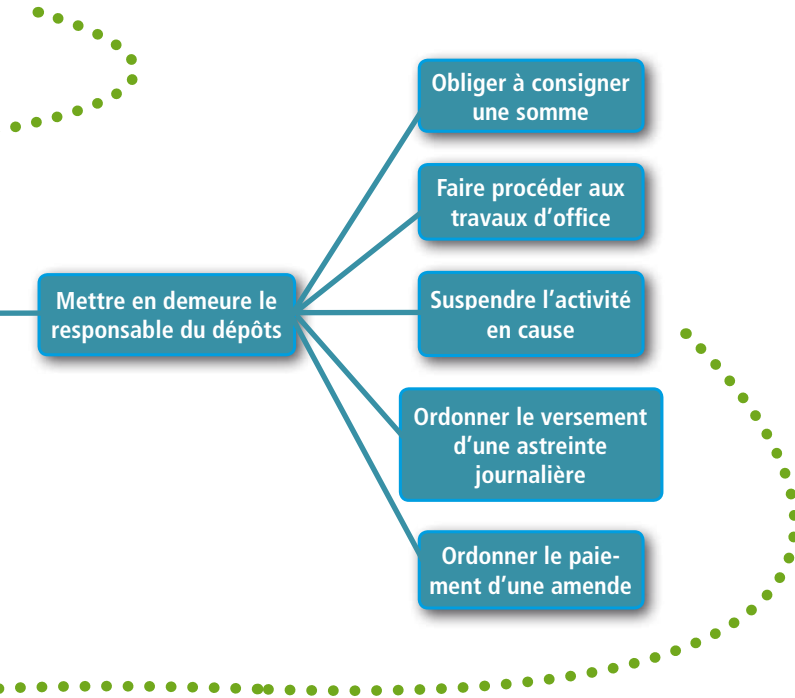 Obliger à consigner
une somme
Faire procéder aux
travaux d’office
Mettre en demeure le
responsable du dépôts
Suspendre l’activité
en cause
Ordonner le versement
d’une astreinte
journalière
Ordonner le paie-
ment d’une amende